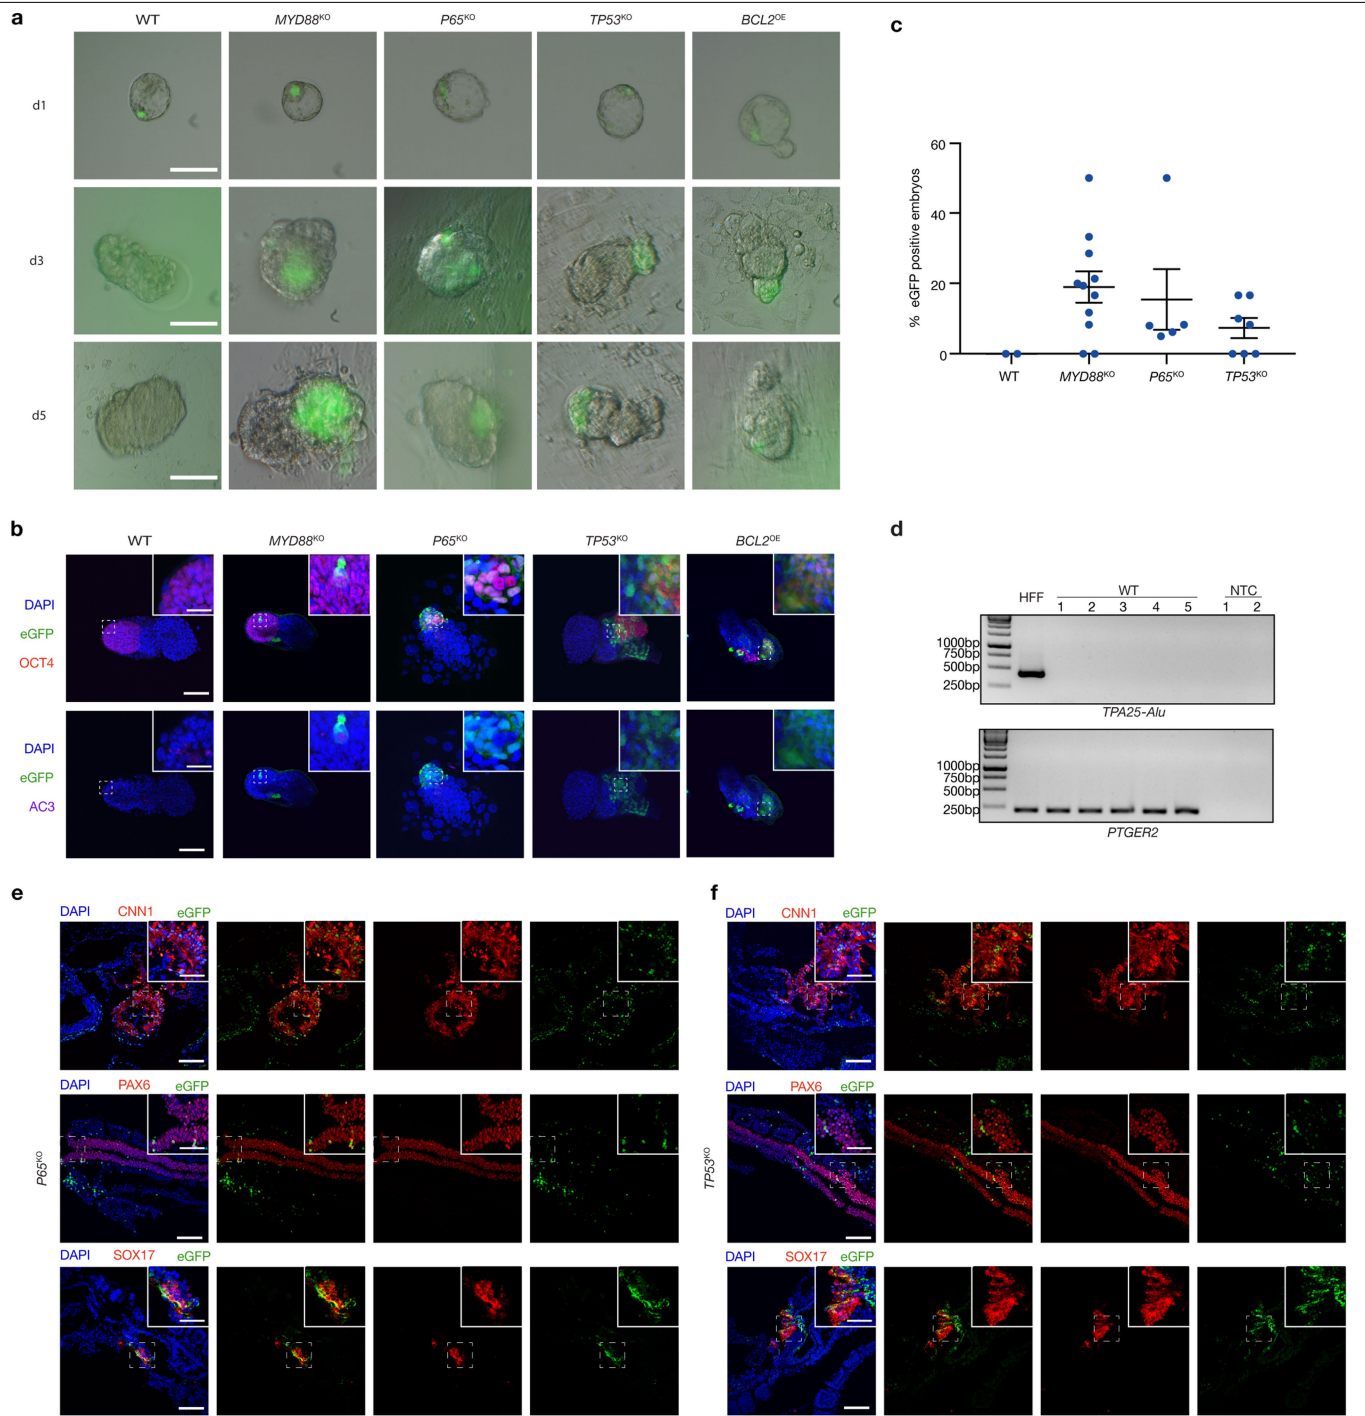 a
WT MYD88KO P65KO TP53KO BCL2OE
d1
d3
d5
c
% eGFP positive embryos
60
40
20
0
WT MYD88KO P65KO TP53KO
b
WT MYD88KO P65KO TP53KO BCL2OE
DAPI
eGFP
OCT4
DAPI
eGFP
AC3
d
HFF WT NTC
1 2 3 4 5 1 2
1000bp
750bp
500bp
250bp
TPA25-Alu
1000bp
750bp
500bp
250bp
PTGER2
e
P65KO
DAPI CNN1 eGFP
DAPI PAX6 eGFP
DAPI SOX17 eGFP
f
TP53KO
DAPI CNN1 eGFP
DAPI PAX6 eGFP
DAPI SOX17 eGFP